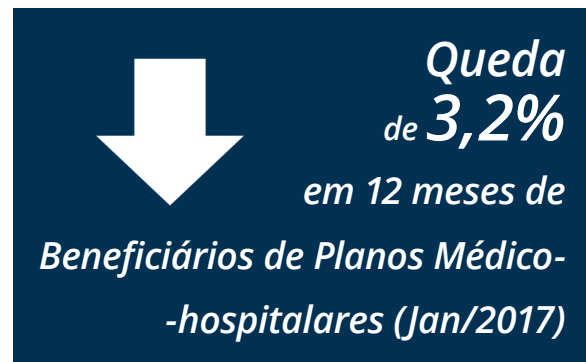 Queda
de 3,2%
em 12 meses de
Beneficiários de Planos Médico-
-hospitalares (Jan/2017)